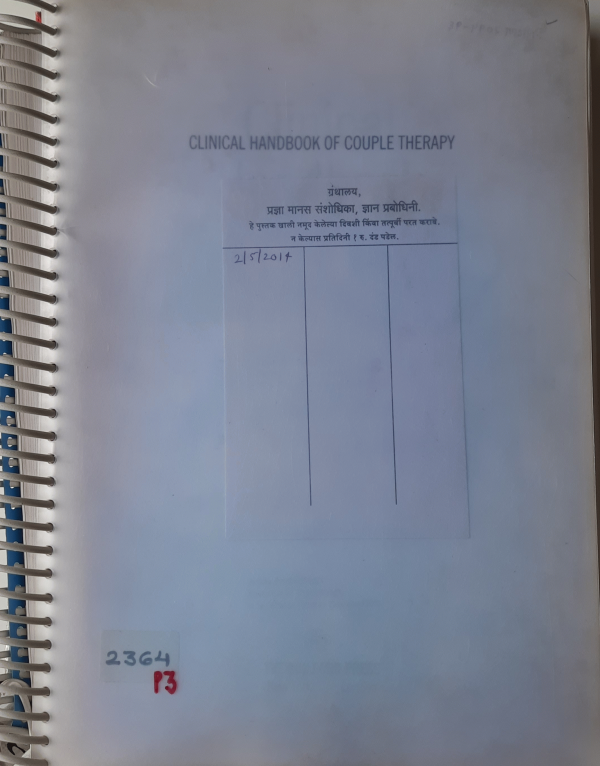 CLINICAL HANDBOOK OF COUPLE THERAPY
ग्रंथालय,
प्रज्ञा मानस संशोधिका, ज्ञान प्रबोधिनी.
हे पुस्तक खाली नमूद केलेल्या दिवशी किंवा तत्पूर्वी परत करावे.
न केल्यास प्रतिदिनी १ रु. दंड पडेल.
2/5/2014
2364
P3